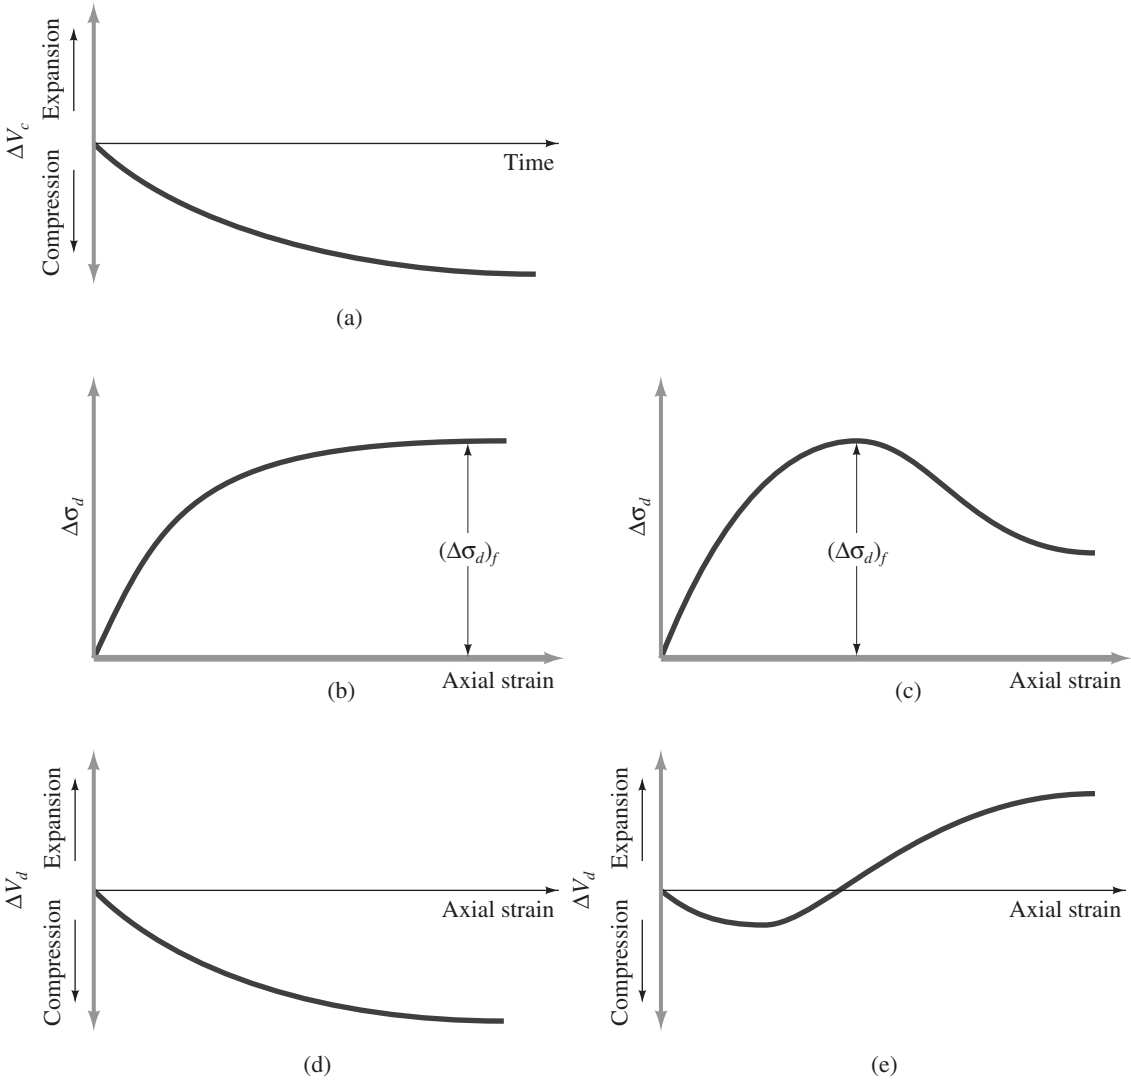 Expansion
ΔV_c
Compression
Time
(a)
Δσ_d
(Δσ_d)_f
Axial strain
(b)
Δσ_d
(Δσ_d)_f
Axial strain
(c)
Expansion
ΔV_d
Compression
Axial strain
(d)
Expansion
ΔV_d
Compression
Axial strain
(e)